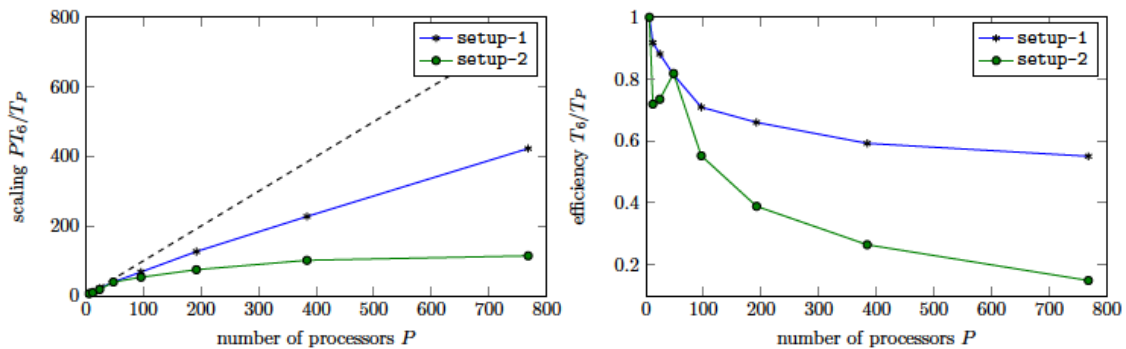 800
600
400
200
0
scaling PT₆/T_P
0 100 200 300 400 500 600 700 800
number of processors P
setup-1
setup-2
1
0.8
0.6
0.4
0.2
efficiency T₆/T_P
0 100 200 300 400 500 600 700 800
number of processors P
setup-1
setup-2